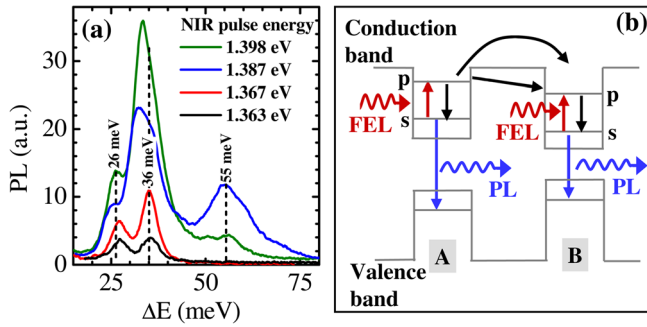 (a)
NIR pulse energy
1.398 eV
1.387 eV
1.367 eV
1.363 eV
26 meV
36 meV
55 meV
PL (a.u.)
0
10
20
30
25
50
75
ΔE (meV)
(b)
Conduction
band
p
s
FEL
PL
p
s
FEL
PL
A
B
Valence
band